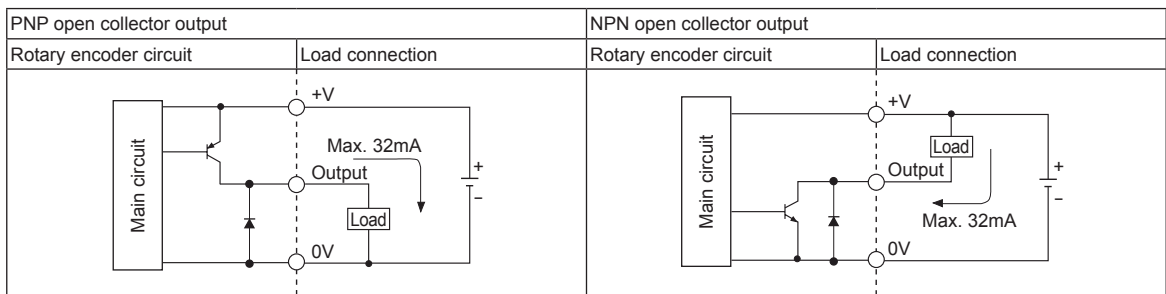 PNP open collector output
NPN open collector output
Rotary encoder circuit
Load connection
Rotary encoder circuit
Load connection
Main circuit
+V
Max. 32mA
Output
Load
0V
+
−
Main circuit
+V
Load
Output
Max. 32mA
0V
+
−